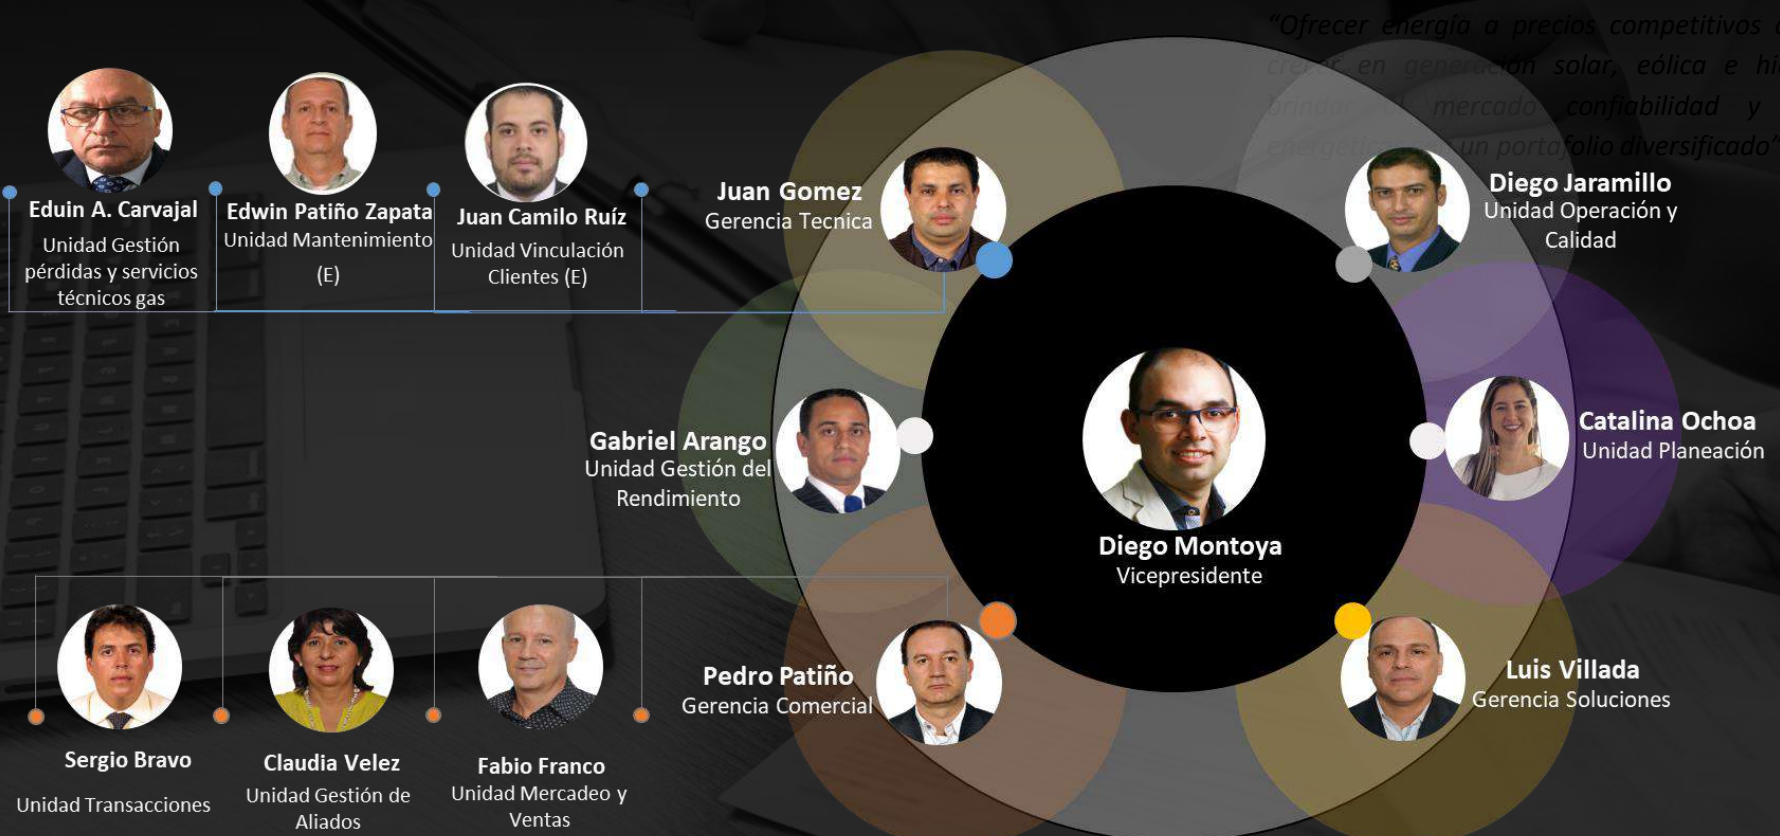 “Ofrecer energía a precios competitivos
crecer en generación solar, eólica e
brindar al mercado confiabilidad y
un portafolio diversificado”
Eduin A. Carvajal
Unidad Gestión
pérdidas y servicios
técnicos gas
Edwin Patiño Zapata
Unidad Mantenimiento
(E)
Juan Camilo Ruíz
Unidad Vinculación
Clientes (E)
Juan Gomez
Gerencia Tecnica
Diego Jaramillo
Unidad Operación y
Calidad
Gabriel Arango
Unidad Gestión del
Rendimiento
Catalina Ochoa
Unidad Planeación
Diego Montoya
Vicepresidente
Pedro Patiño
Gerencia Comercial
Luis Villada
Gerencia Soluciones
Sergio Bravo
Unidad Transacciones
Claudia Velez
Unidad Gestión de
Aliados
Fabio Franco
Unidad Mercadeo y
Ventas